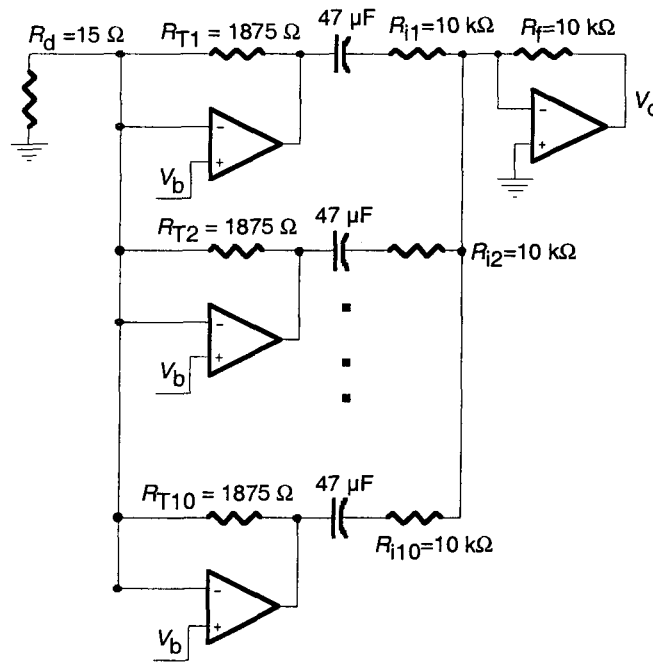 R_d = 15 Ω
R_T1 = 1875 Ω
47 µF
R_i1=10 kΩ
R_f=10 kΩ
-
+
V_b
-
+
R_T2 = 1875 Ω
47 µF
R_i2=10 kΩ
-
+
V_b
R_T10 = 1875 Ω
47 µF
R_i10=10 kΩ
-
+
V_b